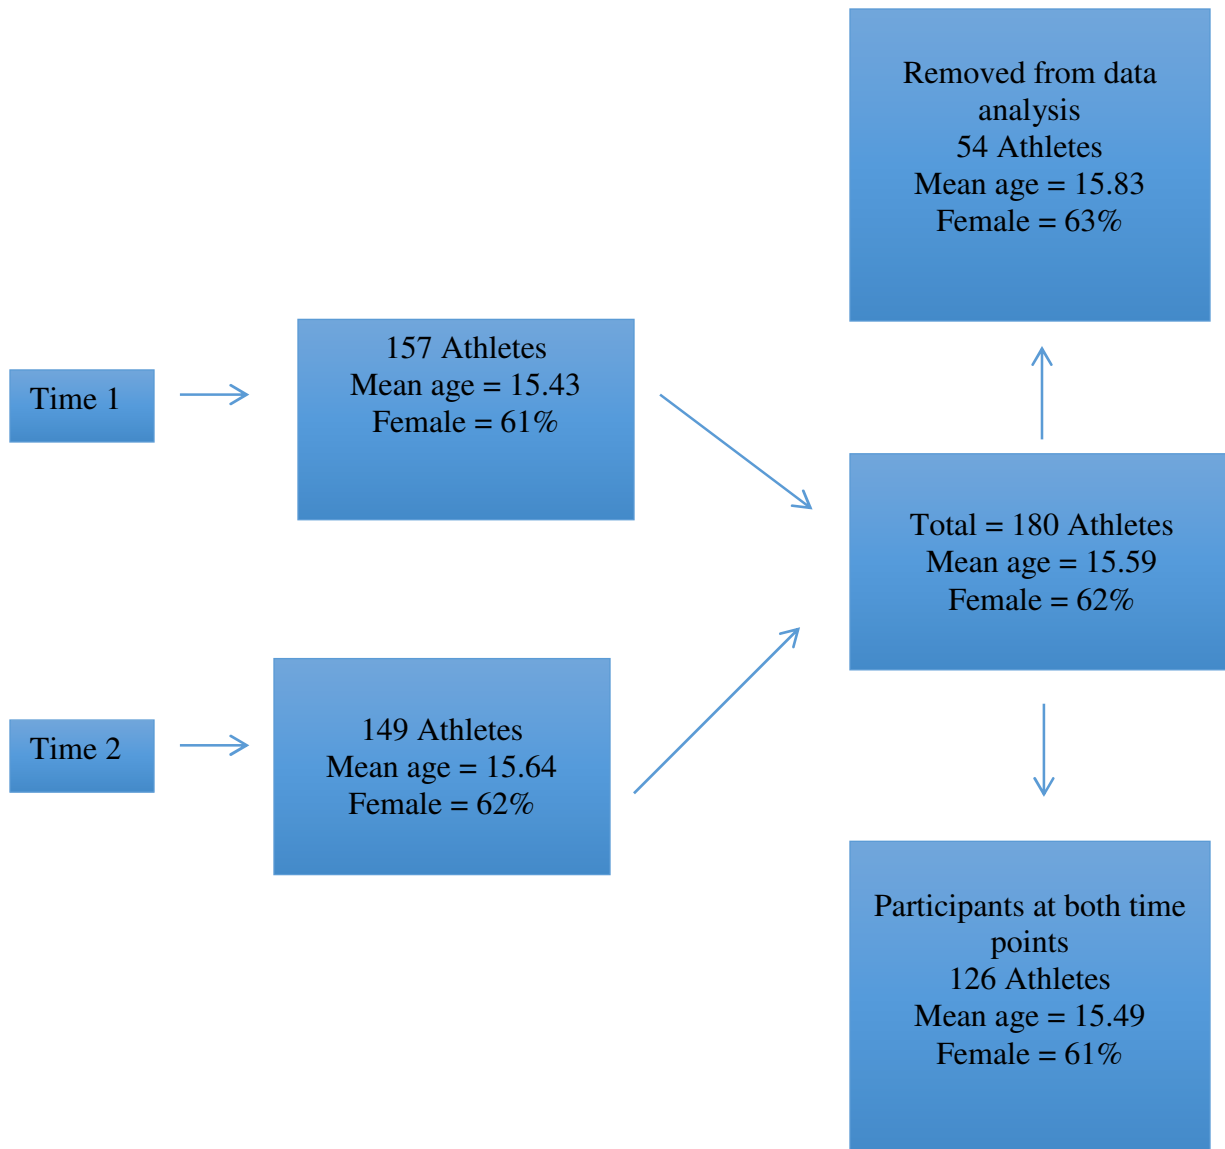 Time 1
157 Athletes
Mean age = 15.43
Female = 61%
Time 2
149 Athletes
Mean age = 15.64
Female = 62%
Total = 180 Athletes
Mean age = 15.59
Female = 62%
Removed from data
analysis
54 Athletes
Mean age = 15.83
Female = 63%
Participants at both time
points
126 Athletes
Mean age = 15.49
Female = 61%